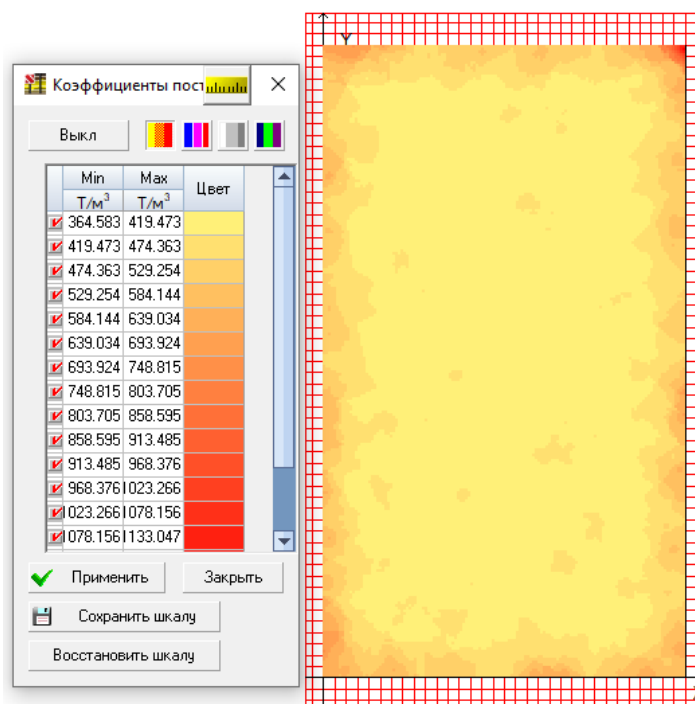 Коэффициенты пост
Выкл
Min Max Цвет
Т/м³ Т/м³
364.583 419.473
419.473 474.363
474.363 529.254
529.254 584.144
584.144 639.034
639.034 693.924
693.924 748.815
748.815 803.705
803.705 858.595
858.595 913.485
913.485 968.376
968.376 1023.266
1023.266 1078.156
1078.156 1133.047
Применить Закрыть
Сохранить шкалу
Восстановить шкалу
Y